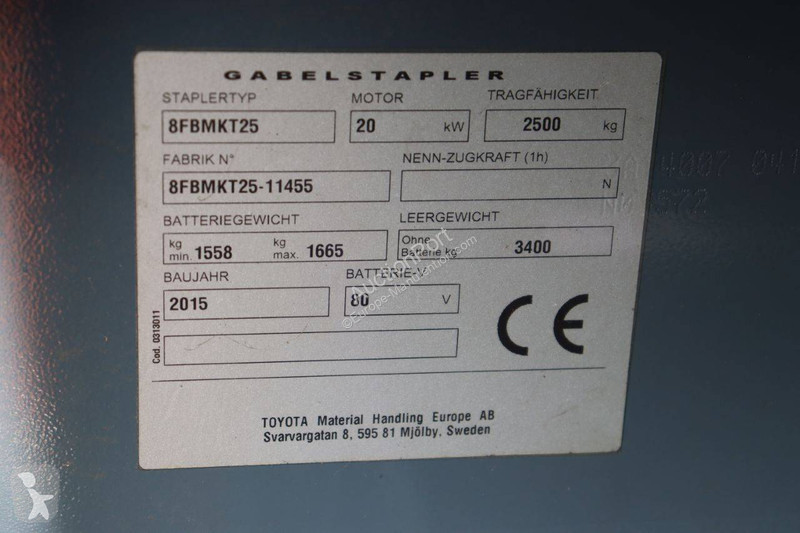 GABELSTAPLER
STAPLERTYP MOTOR TRAGFÄHIGKEIT
8FBMKT25 20 kW 2500 kg
FABRIK N° NENN-ZUGKRAFT (1h)
8FBMKT25-11455 N
BATTERIEGEWICHT LEERGEWICHT
kg min. 1558 kg max. 1665 Ohne Batterie kg 3400
BAUJAHR BATTERIE-V
2015 80 V
CE
Cod. 0313011
TOYOTA Material Handling Europe AB
Svarvargatan 8, 595 81 Mjölby, Sweden
AuctionPort